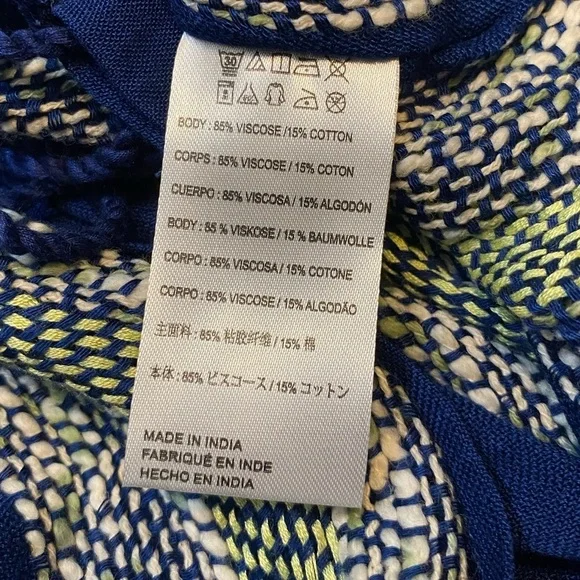 30
BODY : 85% VISCOSE /15% COTTON
CORPS : 85% VISCOSE / 15% COTON
CUERPO : 85% VISCOSA / 15% ALGODÓN
BODY : 85 % VISKOSE / 15 % BAUMWOLLE
CORPO : 85% VISCOSA / 15% COTONE
CORPO : 85% VISCOSE / 15% ALGODÃO
主面料 : 85% 粘胶纤维 / 15% 棉
本体 : 85% ビスコース / 15% コットン
MADE IN INDIA
FABRIQUÉ EN INDE
HECHO EN INDIA